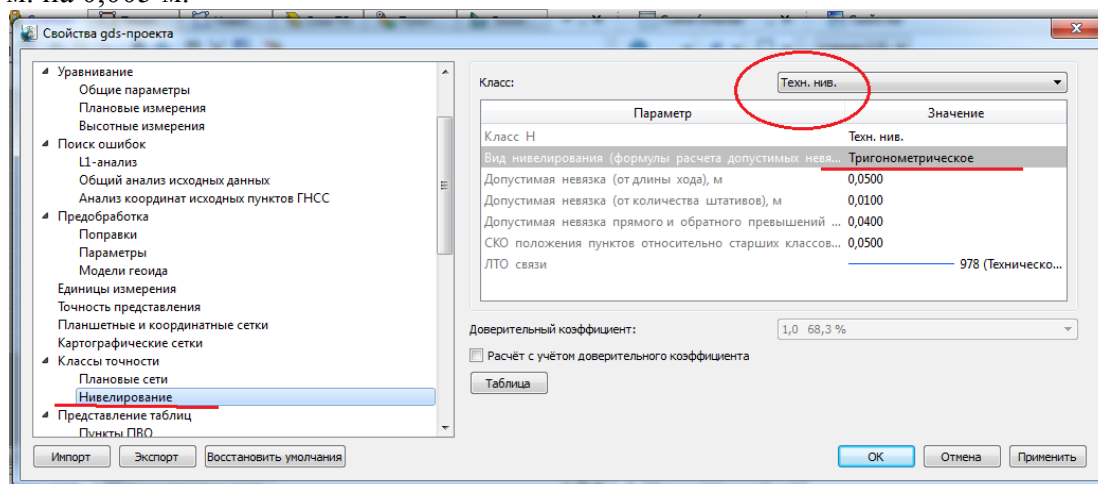 м. на 0,005 м.
Свойства gds-проекта
Уравнивание
Общие параметры
Плановые измерения
Высотные измерения
Поиск ошибок
L1-анализ
Общий анализ исходных данных
Анализ координат исходных пунктов ГНСС
Предобработка
Поправки
Параметры
Модели геоида
Единицы измерения
Точность представления
Планшетные и координатные сетки
Картографические сетки
Классы точности
Плановые сети
Нивелирование
Представление таблиц
Пункты ПВО
Импорт Экспорт Восстановить умолчания
Класс: Техн. нив.
Параметр Значение
Класс H Техн. нив.
Вид нивелирования (формулы расчета допустимых невя... Тригонометрическое
Допустимая невязка (от длины хода), м 0,0500
Допустимая невязка (от количества штативов), м 0,0100
Допустимая невязка прямого и обратного превышений ... 0,0400
СКО положения пунктов относительно старших классов... 0,0500
ЛТО связи 978 (Техническо...
Доверительный коэффициент: 1,0 68,3 %
Расчёт с учётом доверительного коэффициента
Таблица
OK Отмена Применить